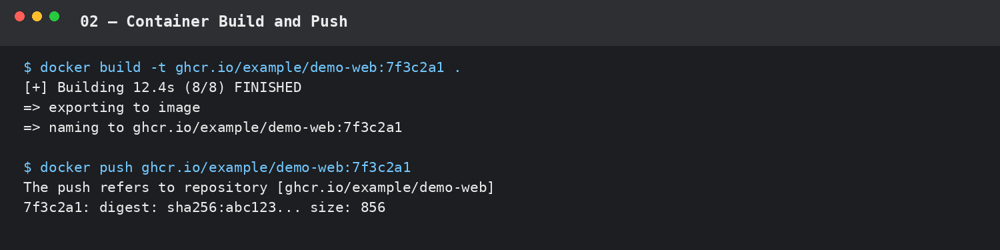 02 — Container Build and Push
$ docker build -t ghcr.io/example/demo-web:7f3c2a1 .
[+] Building 12.4s (8/8) FINISHED
=> exporting to image
=> naming to ghcr.io/example/demo-web:7f3c2a1
$ docker push ghcr.io/example/demo-web:7f3c2a1
The push refers to repository [ghcr.io/example/demo-web]
7f3c2a1: digest: sha256:abc123... size: 856